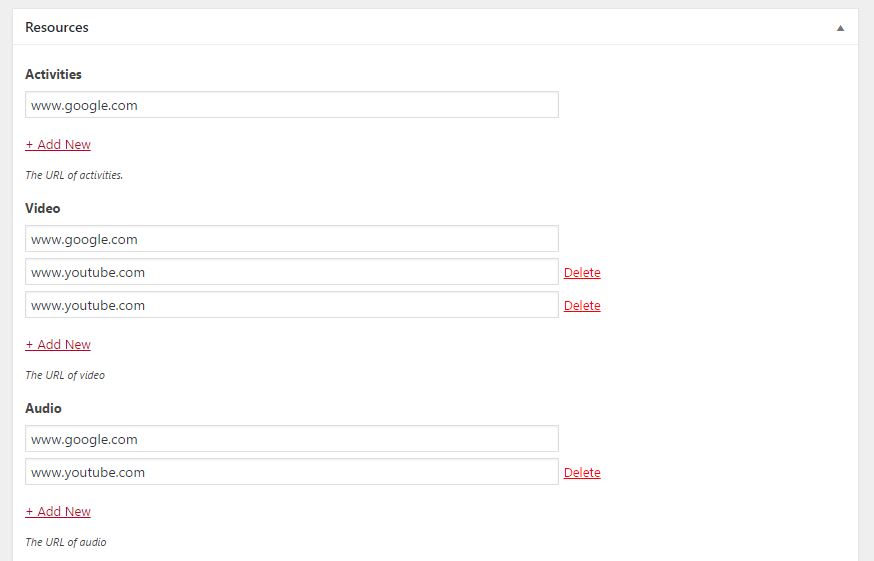 Resources
Activities
www.google.com
+ Add New
The URL of activities.
Video
www.google.com
www.youtube.com Delete
www.youtube.com Delete
+ Add New
The URL of video
Audio
www.google.com
www.youtube.com Delete
+ Add New
The URL of audio